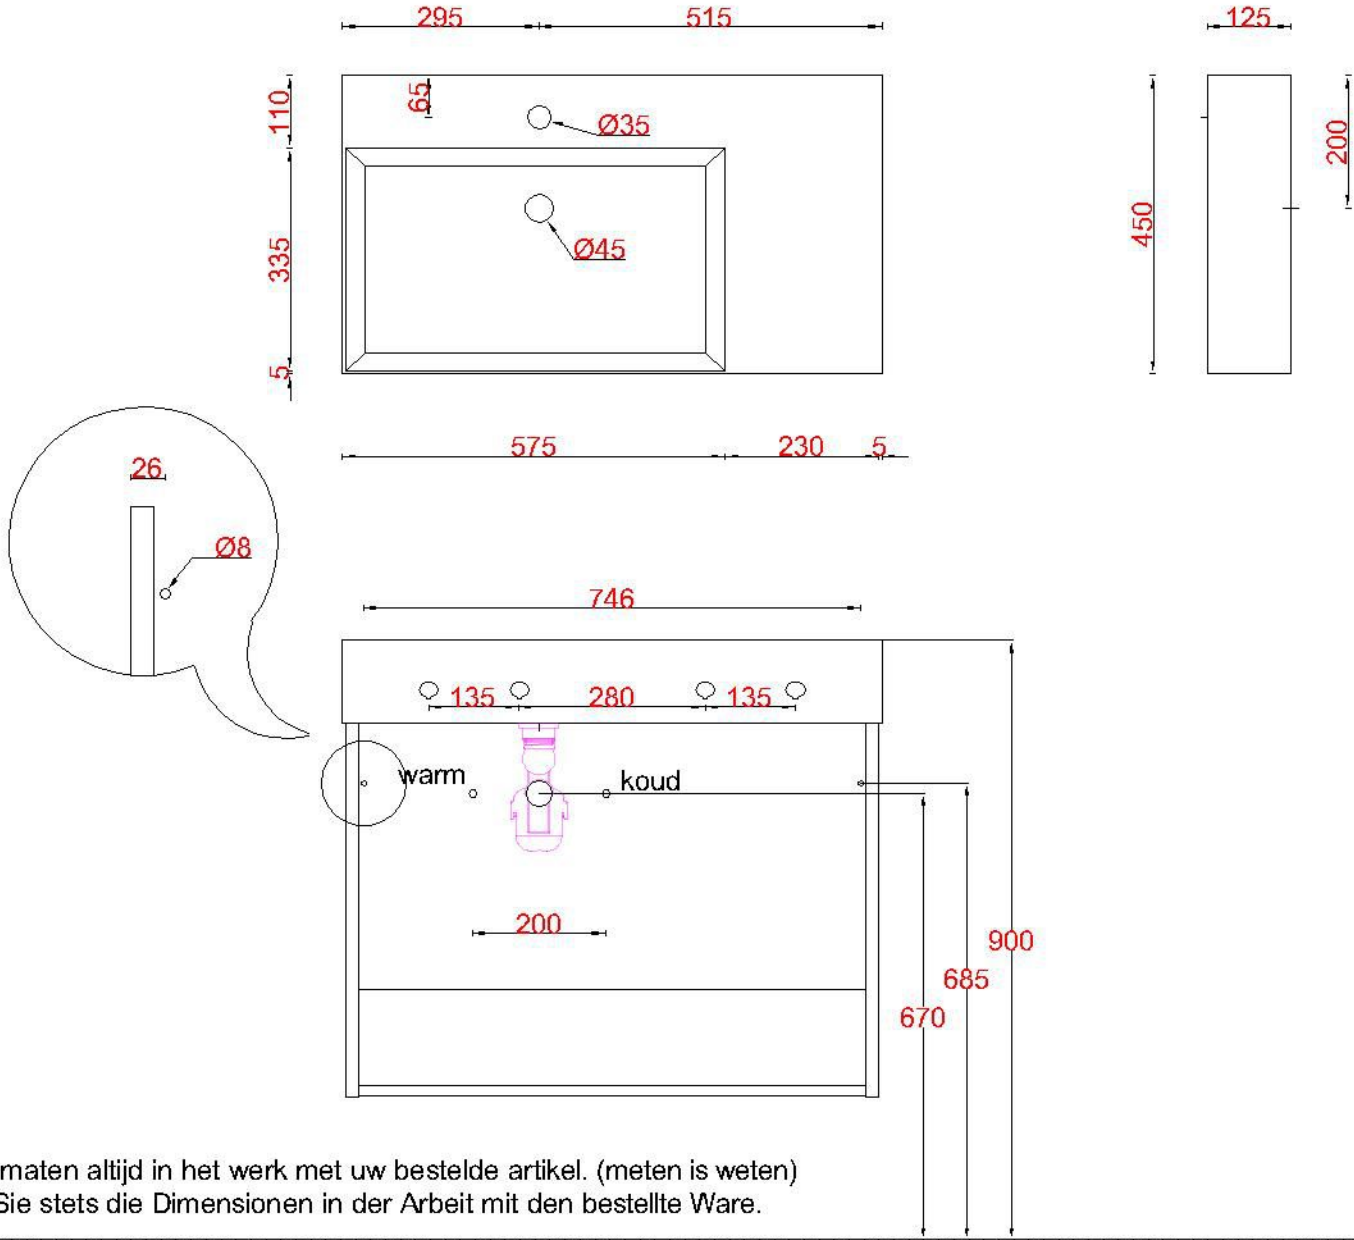 295 515 125
110 65 Ø35 200
450
335 Ø45
5
575 230 5
26
Ø8
746
135 280 135
warm koud
200
900
685
670
maten altijd in het werk met uw bestelde artikel. (meten is weten)
Sie stets die Dimensionen in der Arbeit mit den bestellte Ware.